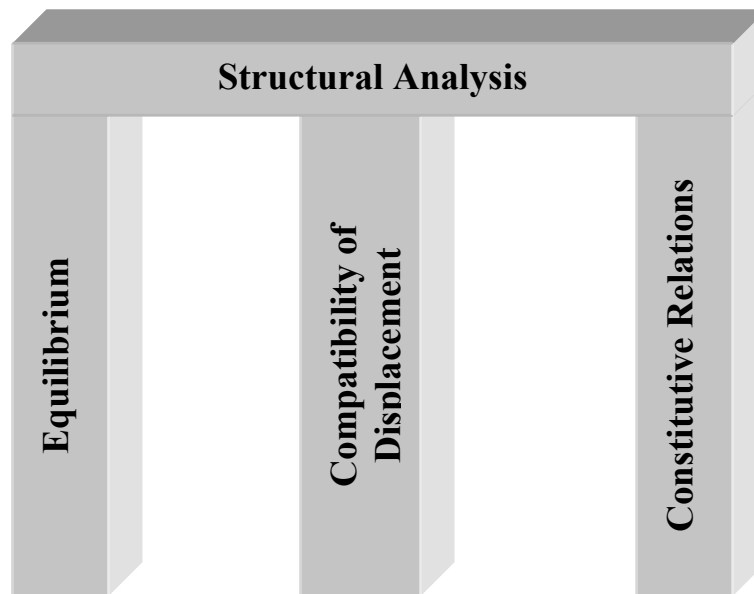 Structural Analysis
Equilibrium
Compatibility of
Displacement
Constitutive Relations